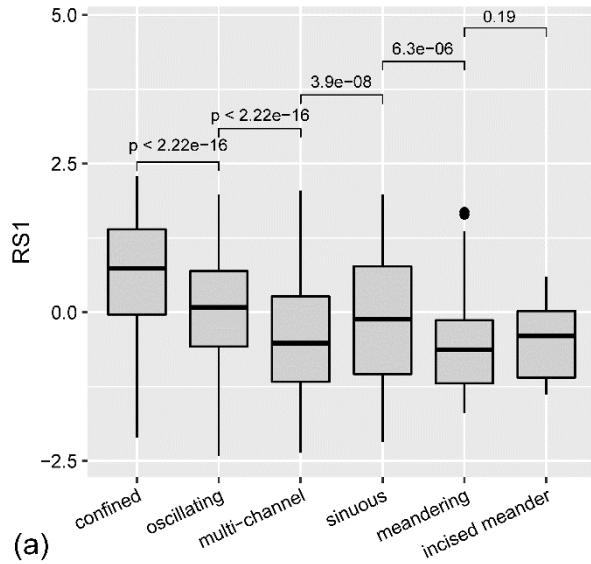 5.0
0.19
6.3e−06
3.9e−08
p < 2.22e−16
p < 2.22e−16
2.5
RS1
0.0
−2.5
confined
oscillating
multi−channel
sinuous
meandering
incised meander
(a)